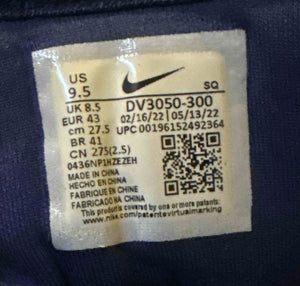 US
9.5
SQ
UK 8.5
DV3050-300
EUR 43
02/16/22 | 05/13/22
cm 27.5
UPC 00196152492364
BR 41
CN 275(2.5)
0436NP1HZEZEH
MADE IN CHINA
HECHO EN CHINA
FABRIQUE EN CHINE
FABRICADO NA CHINA
This product is protected by one or more patents
www.nike.com/patentsvirtualmarking